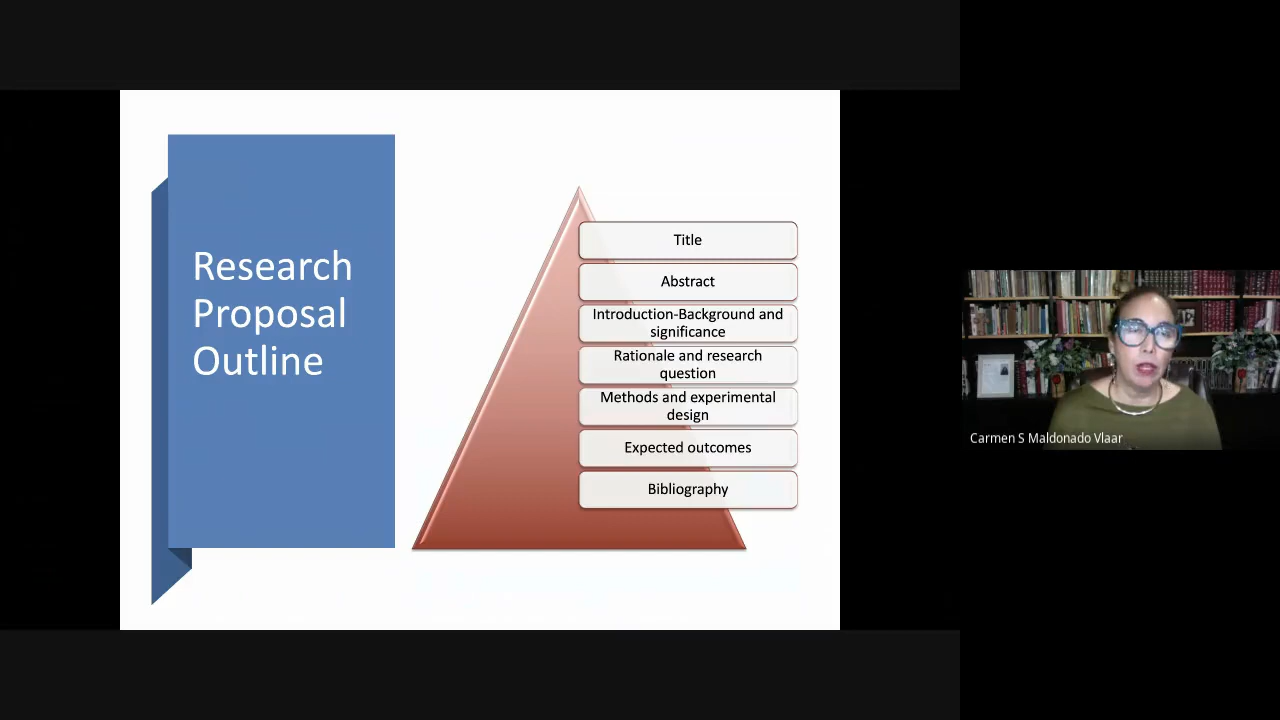 Research
Proposal
Outline
Title
Abstract
Introduction-Background and
significance
Rationale and research
question
Methods and experimental
design
Expected outcomes
Bibliography
Carmen S Maldonado Vlaar